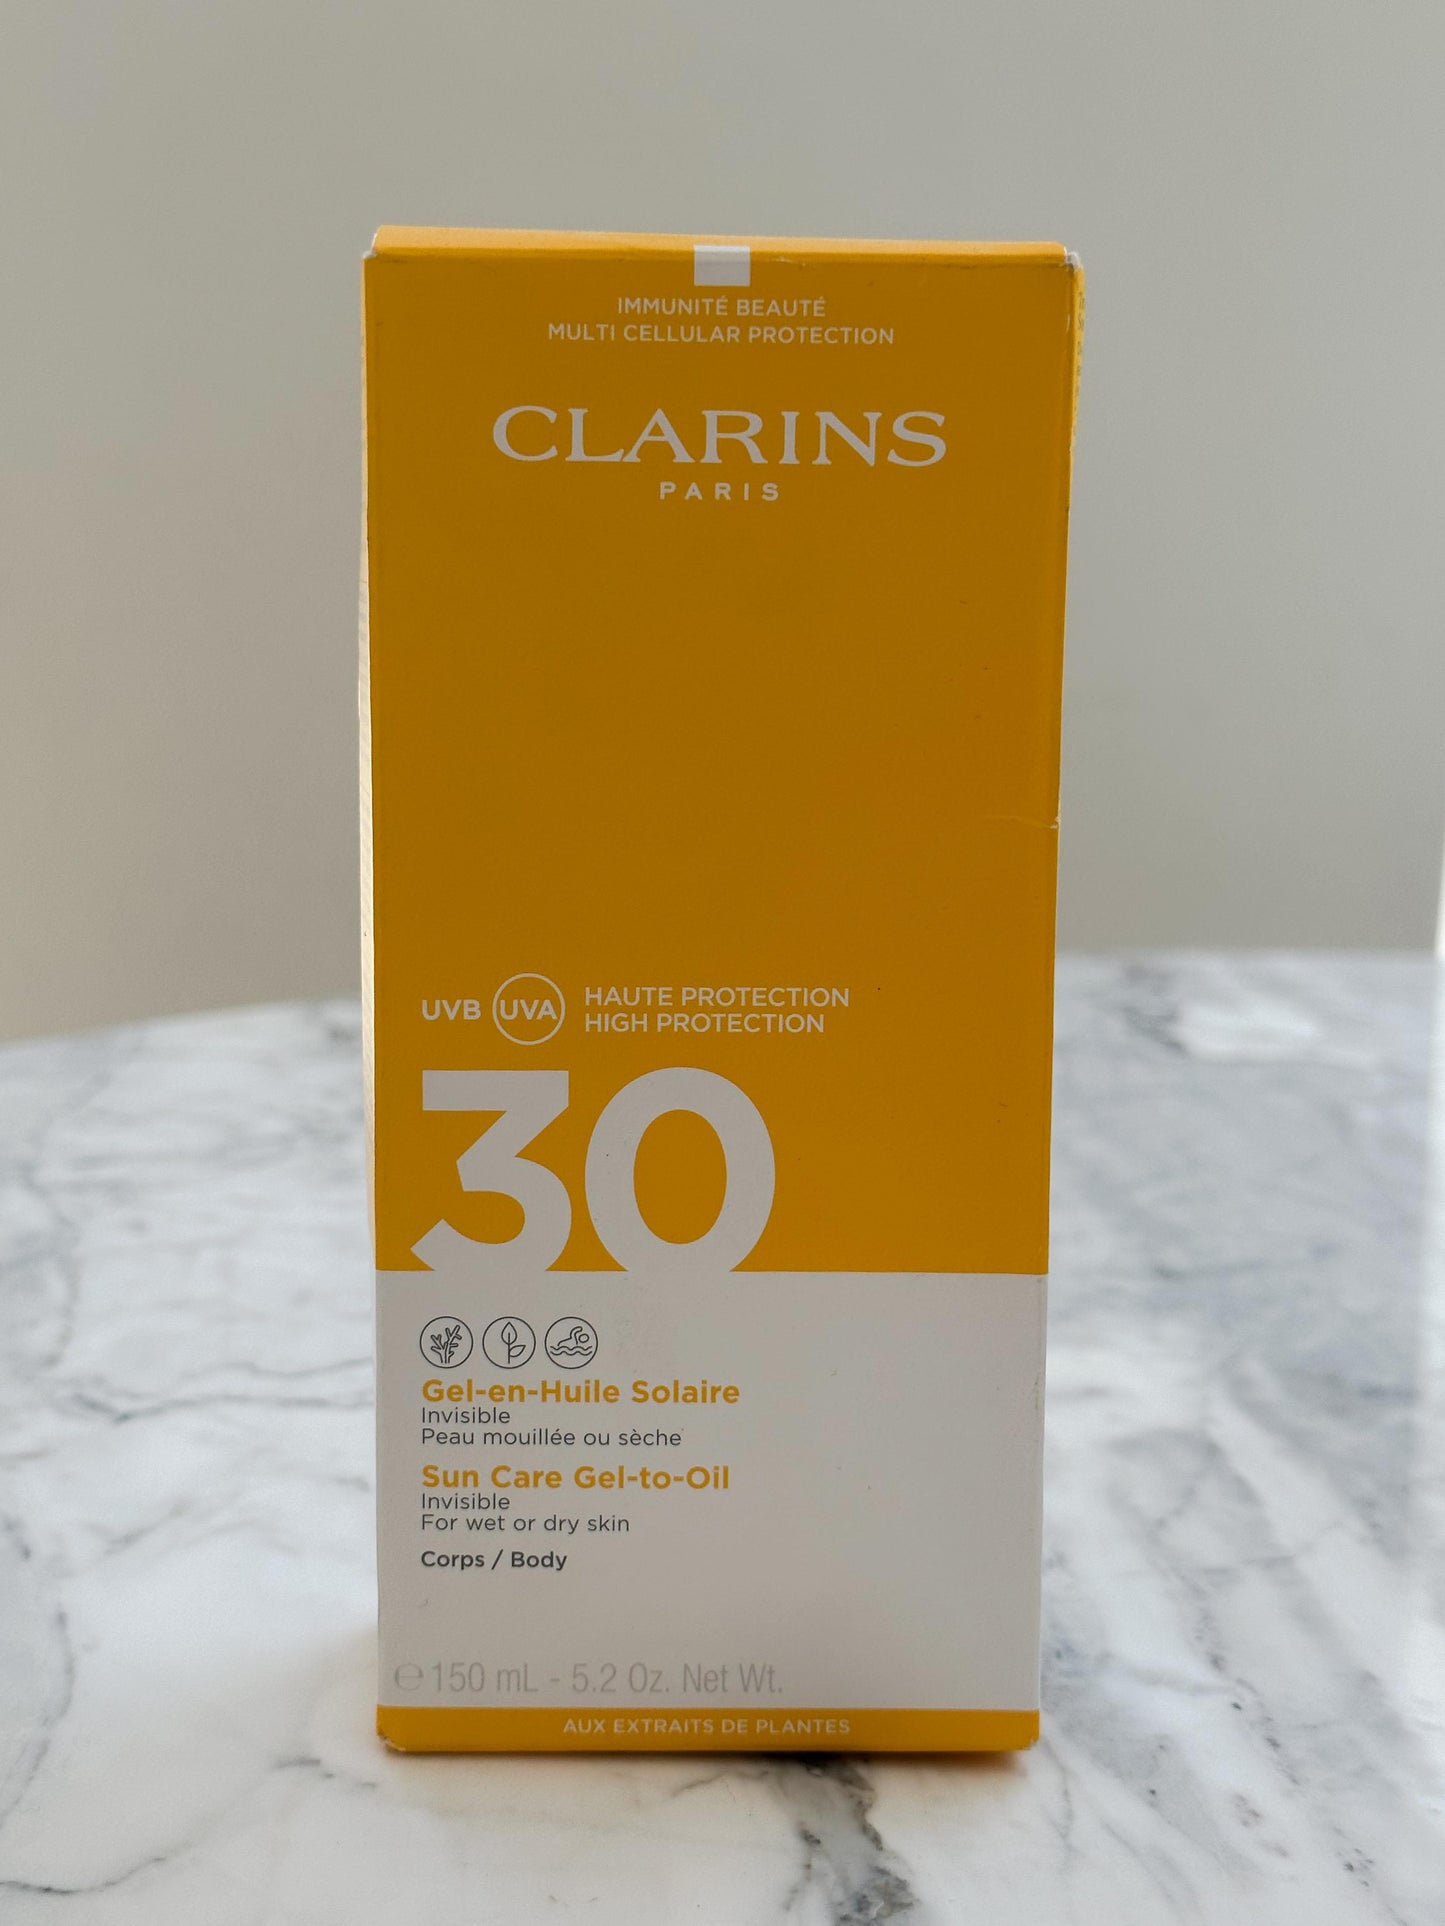 IMMUNITÉ BEAUTÉ
MULTI CELLULAR PROTECTION
CLARINS
PARIS
UVB UVA
HAUTE PROTECTION
HIGH PROTECTION
30
Gel-en-Huile Solaire
Invisible
Peau mouillée ou sèche
Sun Care Gel-to-Oil
Invisible
For wet or dry skin
Corps / Body
℮ 150 mL - 5.2 Oz. Net Wt.
AUX EXTRAITS DE PLANTES